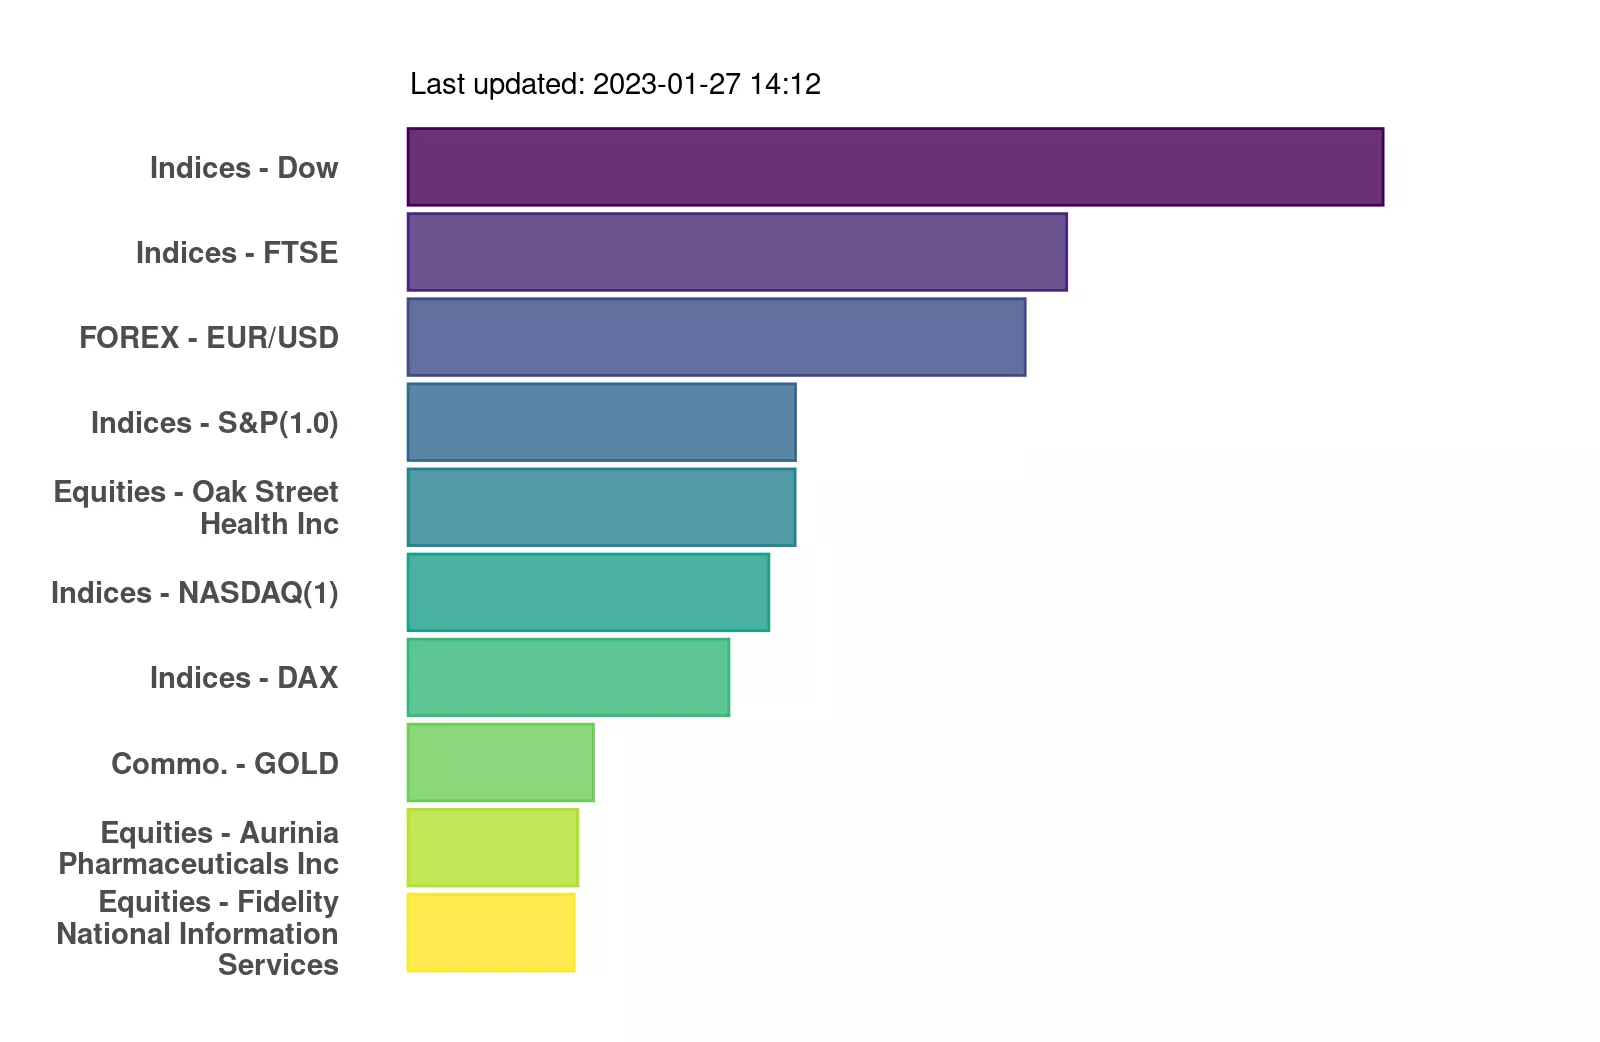 Last updated: 2023-01-27 14:12
Indices - Dow
Indices - FTSE
FOREX - EUR/USD
Indices - S&P(1.0)
Equities - Oak Street
Health Inc
Indices - NASDAQ(1)
Indices - DAX
Commo. - GOLD
Equities - Aurinia
Pharmaceuticals Inc
Equities - Fidelity
National Information
Services